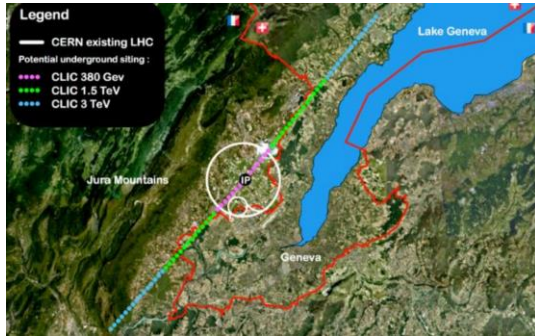 Legend
CERN existing LHC
Potential underground siting :
CLIC 380 Gev
CLIC 1.5 TeV
CLIC 3 TeV
Lake Geneva
Jura Mountains
IP
Geneva